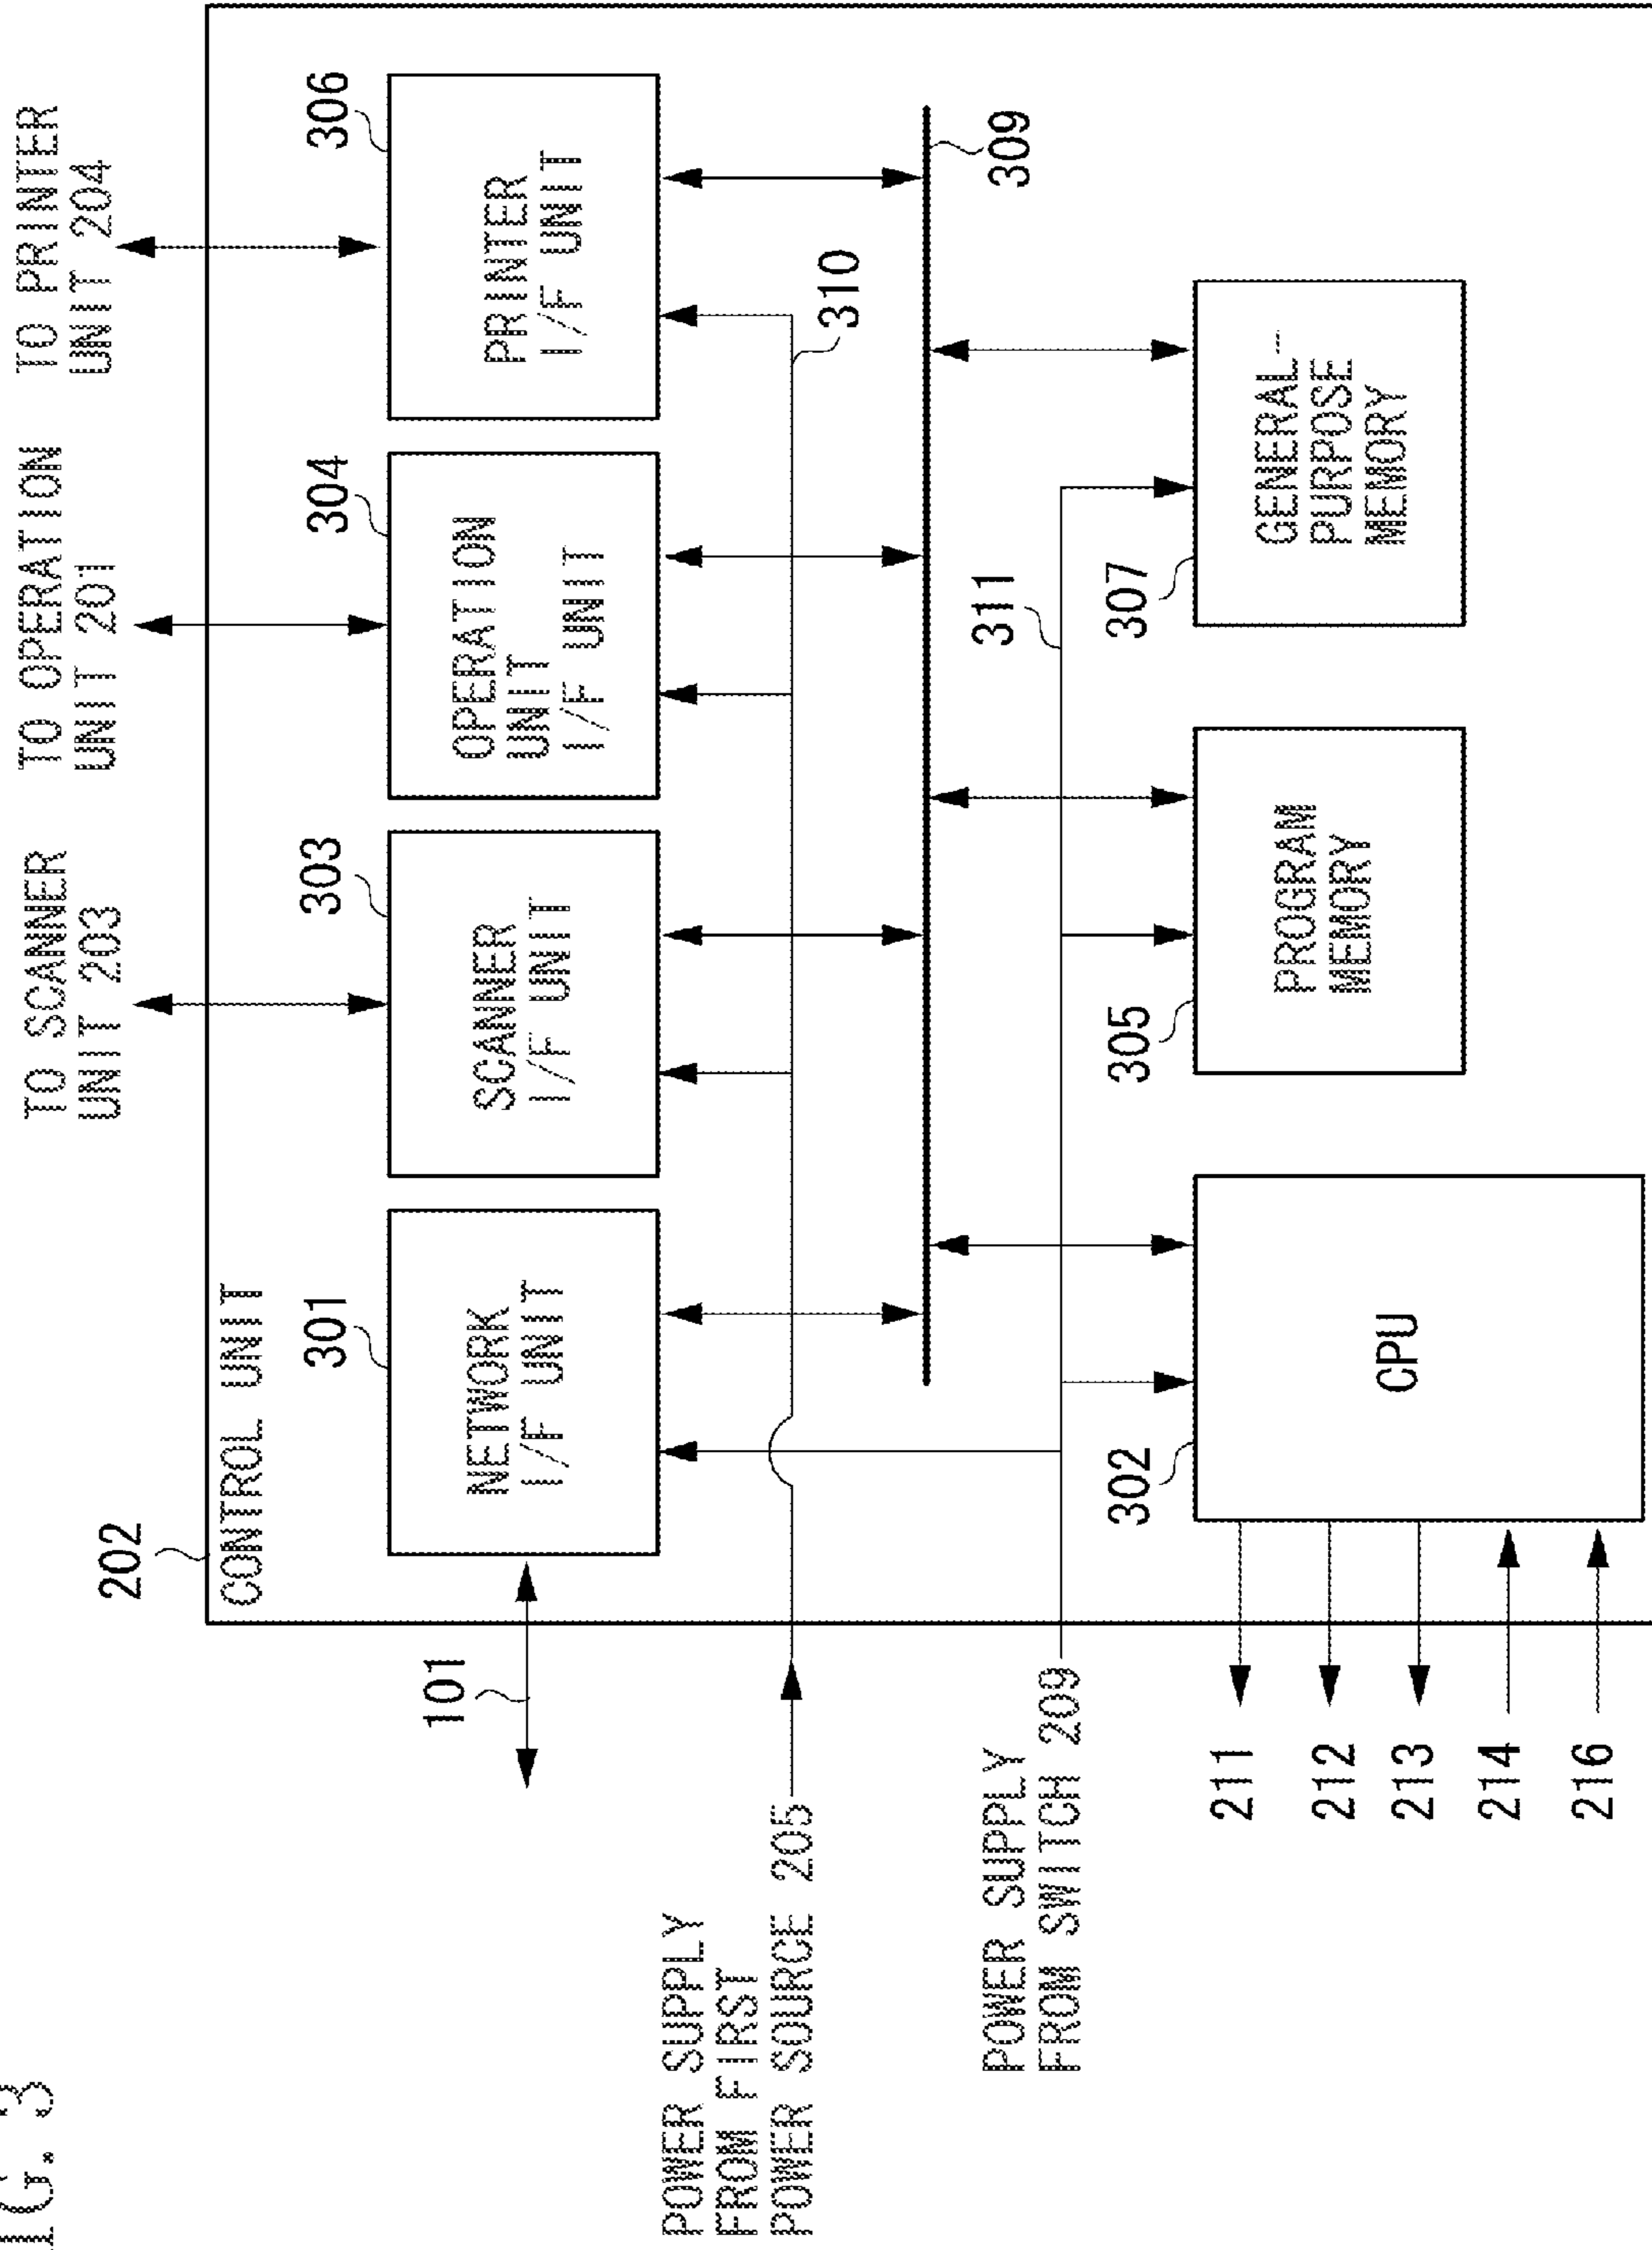 FIG. 3
TO SCANNER
UNIT 203
TO OPERATION
UNIT 201
TO PRINTER
UNIT 204
202
CONTROL UNIT
301
303
304
306
NETWORK
I/F UNIT
SCANNER
I/F UNIT
OPERATION
UNIT
I/F UNIT
PRINTER
I/F UNIT
101
POWER SUPPLY
FROM FIRST
POWER SOURCE 205
310
309
POWER SUPPLY
FROM SWITCH 209
311
302
305
307
CPU
PROGRAM
MEMORY
GENERAL-
PURPOSE
MEMORY
211
212
213
214
216